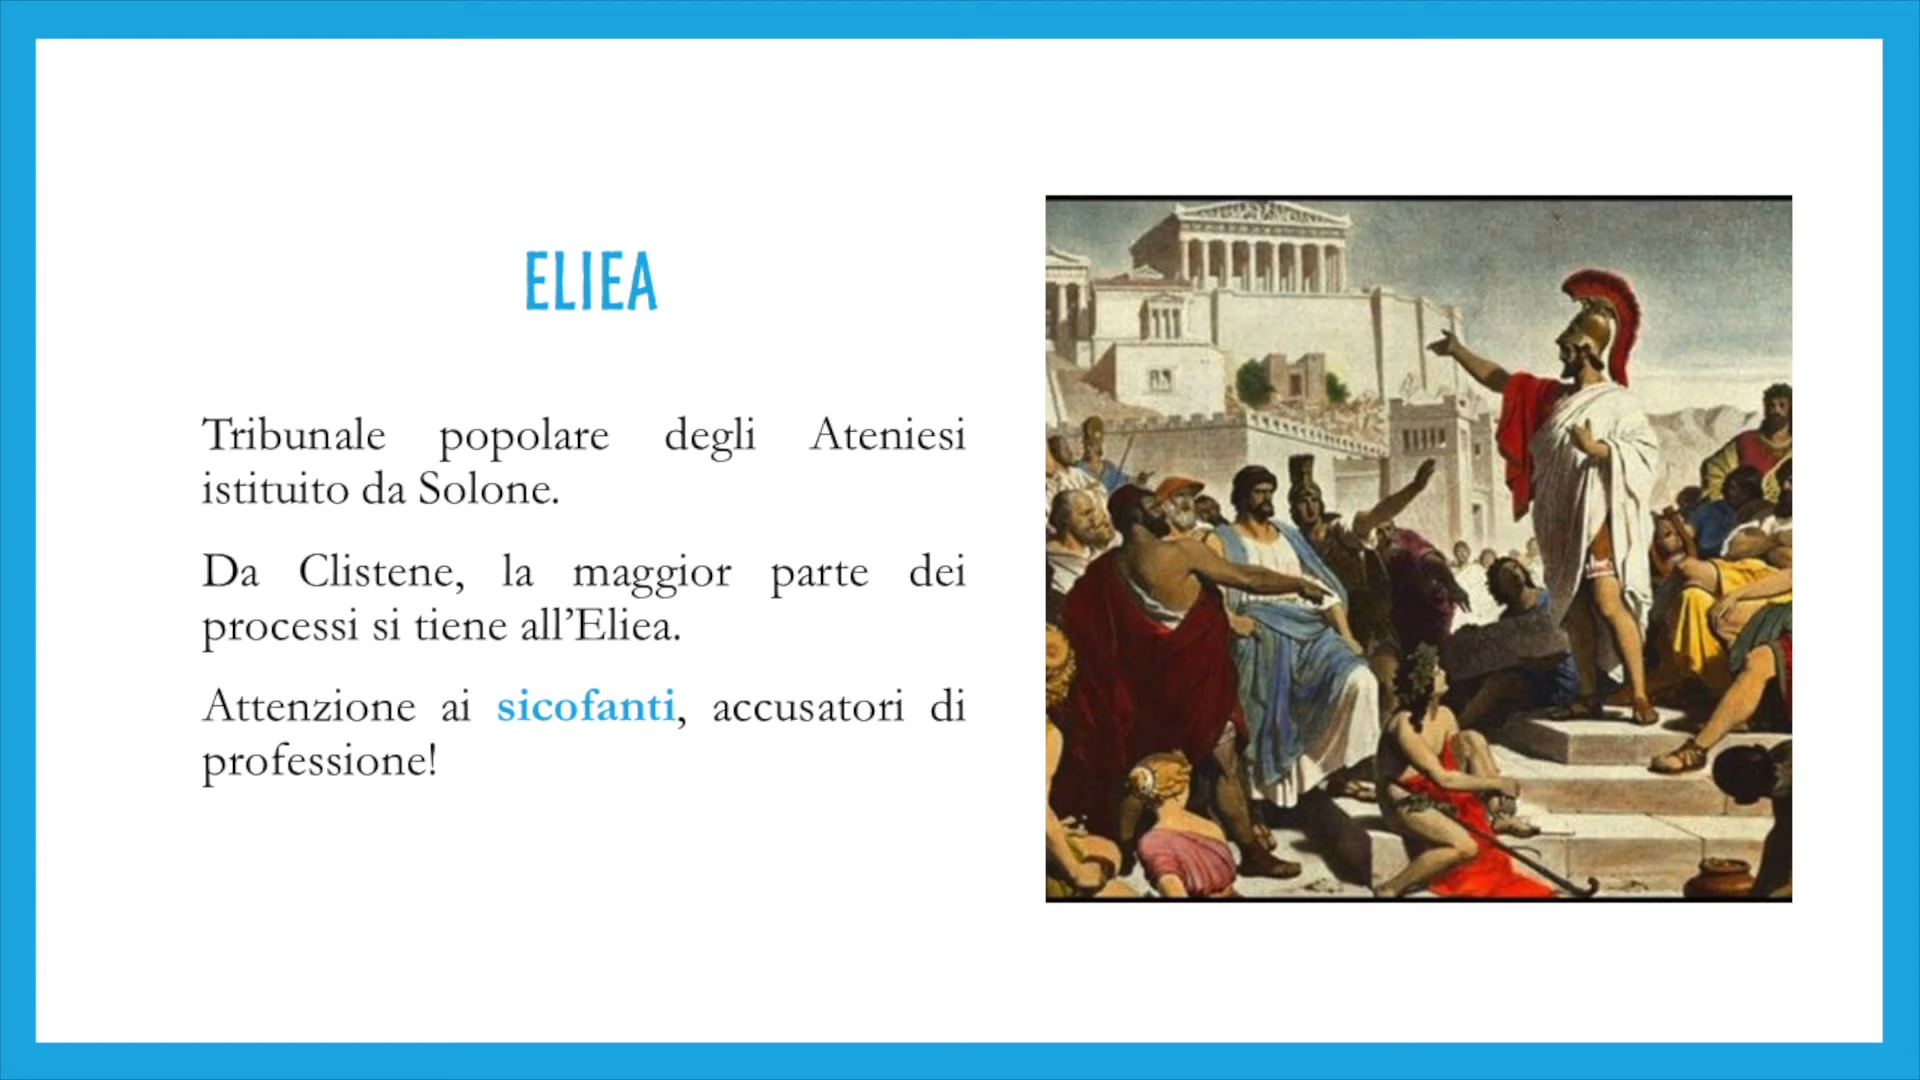 ELIEA
Tribunale popolare degli Ateniesi
istituito da Solone.
Da Clistene, la maggior parte dei
processi si tiene all’Eliea.
Attenzione ai sicofanti, accusatori di
professione!